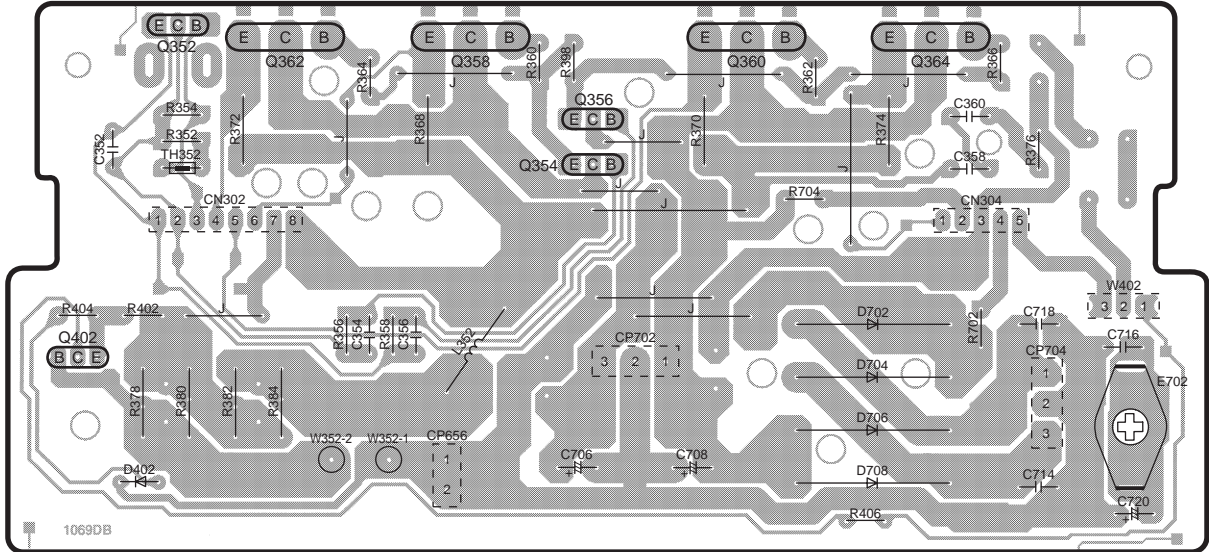 E C B
Q352
E C B
Q362
E C B
Q358
E C B
Q360
E C B
Q364
R364
R360
R398
R362
R366
J
J
J
R354
R352
TH352
C352
R372
J
R368
Q356
E C B
Q354
E C B
J
R370
J
R374
C360
C358
R376
J
J
R704
CN302
1 2 3 4 5 6 7 8
CN304
1 2 3 4 5
R404
R402
J
Q402
B C E
R356
C354
R358
C356
L352
J
J
CP702
3 2 1
D702
D704
D706
D708
R702
C718
CP704
1
2
3
W402
3 2 1
C716
E702
R378
R380
R382
R384
W352-2
W352-1
CP656
1
2
C706
+
C708
+
C714
C720
+
D402
R406
1069DB